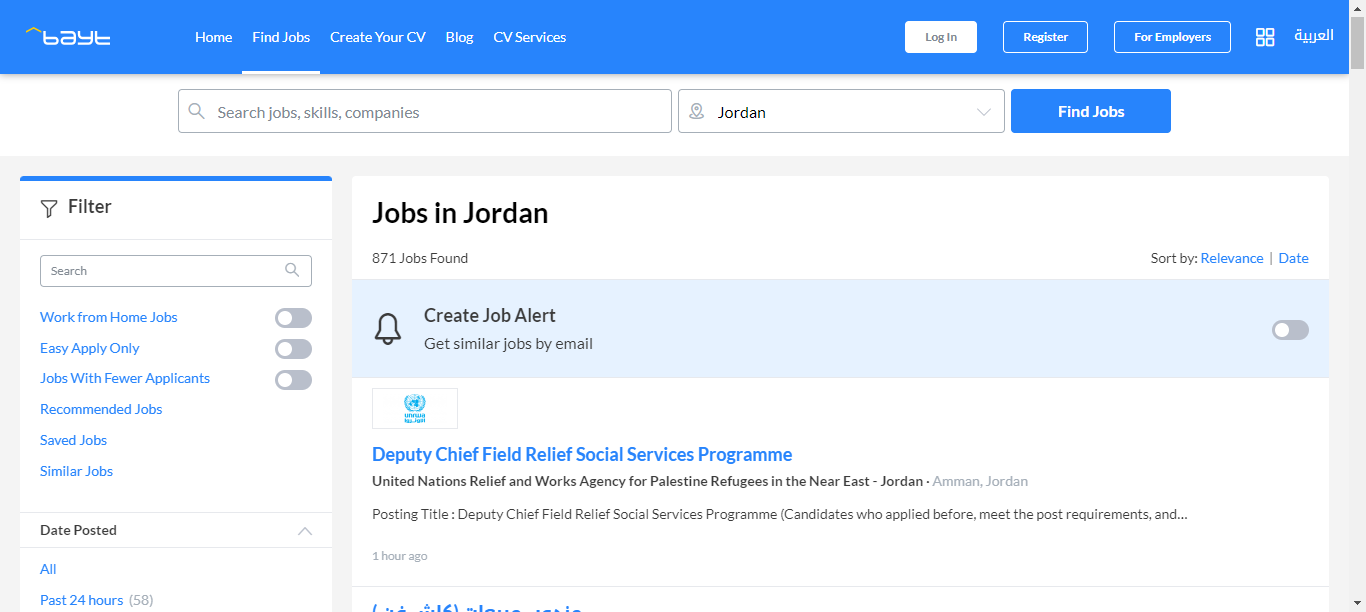 bayt
Home
Find Jobs
Create Your CV
Blog
CV Services
Log In
Register
For Employers
العربية
Search jobs, skills, companies
Jordan
Find Jobs
Filter
Search
Work from Home Jobs
Easy Apply Only
Jobs With Fewer Applicants
Recommended Jobs
Saved Jobs
Similar Jobs
Date Posted
All
Past 24 hours (58)
Jobs in Jordan
871 Jobs Found
Sort by: Relevance | Date
Create Job Alert
Get similar jobs by email
unrwa
الأونروا
Deputy Chief Field Relief Social Services Programme
United Nations Relief and Works Agency for Palestine Refugees in the Near East - Jordan · Amman, Jordan
Posting Title : Deputy Chief Field Relief Social Services Programme (Candidates who applied before, meet the post requirements, and…
1 hour ago